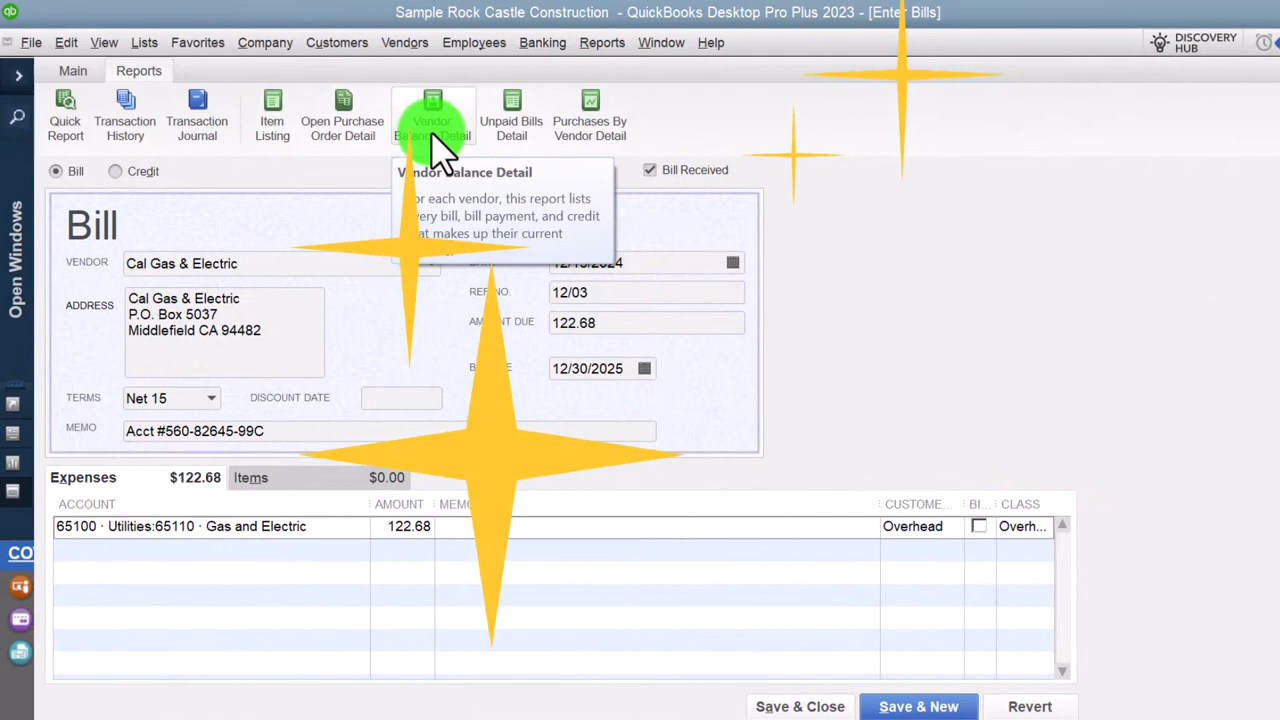 Sample Rock Castle Construction - QuickBooks Desktop Pro Plus 2023 - [Enter Bills]
File Edit View Lists Favorites Company Customers Vendors Employees Banking Reports Window Help
DISCOVERY
HUB
Main Reports
Quick
Report
Transaction
History
Transaction
Journal
Item
Listing
Open Purchase
Order Detail
Vendor
Balance Detail
Unpaid Bills
Detail
Purchases By
Vendor Detail
Bill Credit
Bill Received
Vendor Balance Detail
each vendor, this report lists
bill, bill payment, and credit
makes up their current
Open Windows
Bill
VENDOR Cal Gas & Electric
ADDRESS
Cal Gas & Electric
P.O. Box 5037
Middlefield CA 94482
REF. NO. 12/03
DUE 122.68
12/30/2025
TERMS Net 15 DISCOUNT DATE
MEMO Acct #560-82645-99C
Expenses $122.68 Items $0.00
ACCOUNT AMOUNT MEMO CUSTOME... BI... CLASS
65100 · Utilities:65110 · Gas and Electric 122.68 Overhead Overh...
Save & Close Save & New Revert